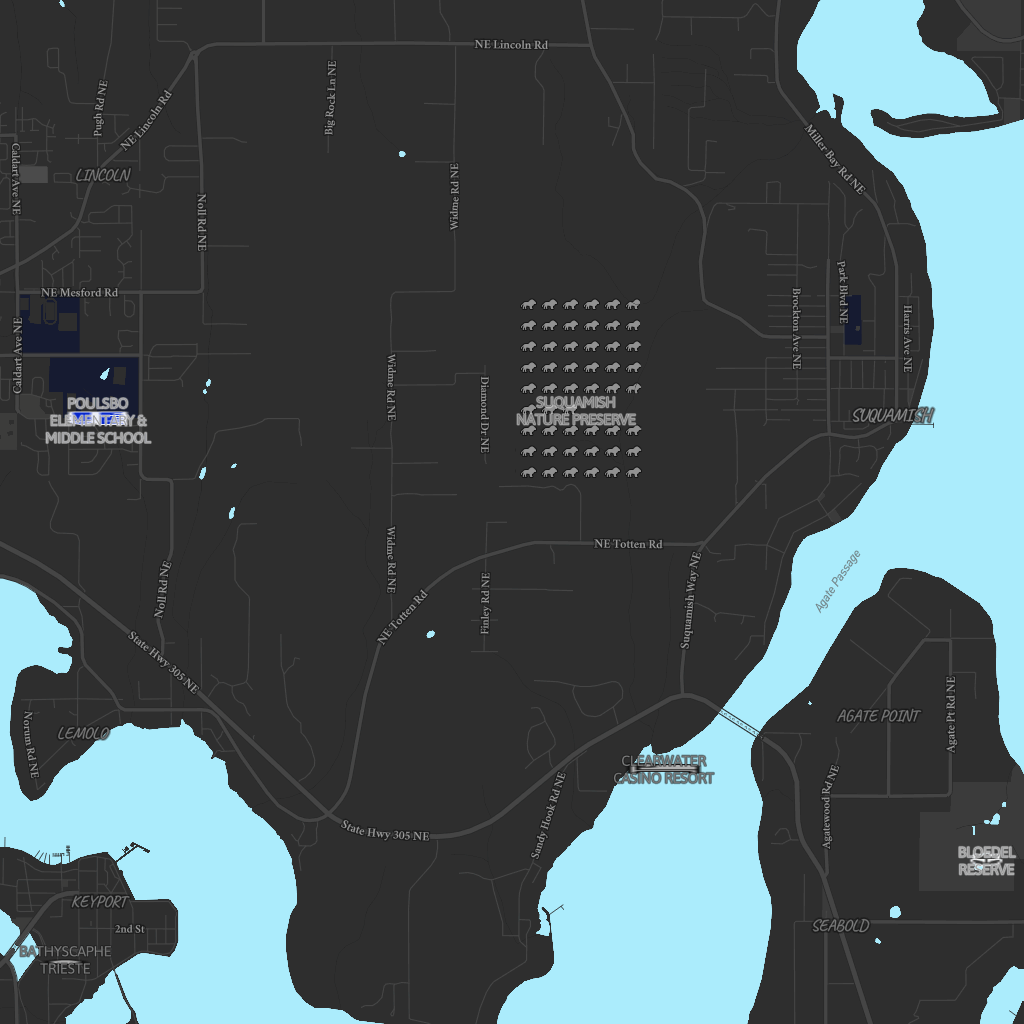 NE Lincoln Rd
Big Rock Ln NE
Pugh Rd NE
NE Lincoln Rd
Miller Bay Rd NE
Caldart Ave NE
LINCOLN
Widme Rd NE
Noll Rd NE
NE Mesford Rd
Park Blvd NE
Brockton Ave NE
Harris Ave NE
Caldart Ave NE
Widme Rd NE
Diamond Dr NE
POULSBO
ELEMENTARY &
MIDDLE SCHOOL
SUQUAMISH
NATURE PRESERVE
SUQUAMISH
NE Totten Rd
Widme Rd NE
Noll Rd NE
Agate Passage
Finley Rd NE
NE Totten Rd
Suquamish Way NE
State Hwy 305 NE
Norum Rd NE
LEMOLO
AGATE POINT
Agate Pt Rd NE
CLEARWATER
CASINO RESORT
Agatewood Rd NE
Sandy Hook Rd NE
State Hwy 305 NE
BLOEDEL
RESERVE
KEYPORT
2nd St
SEABOLD
BATHYSCAPHE
TRIESTE